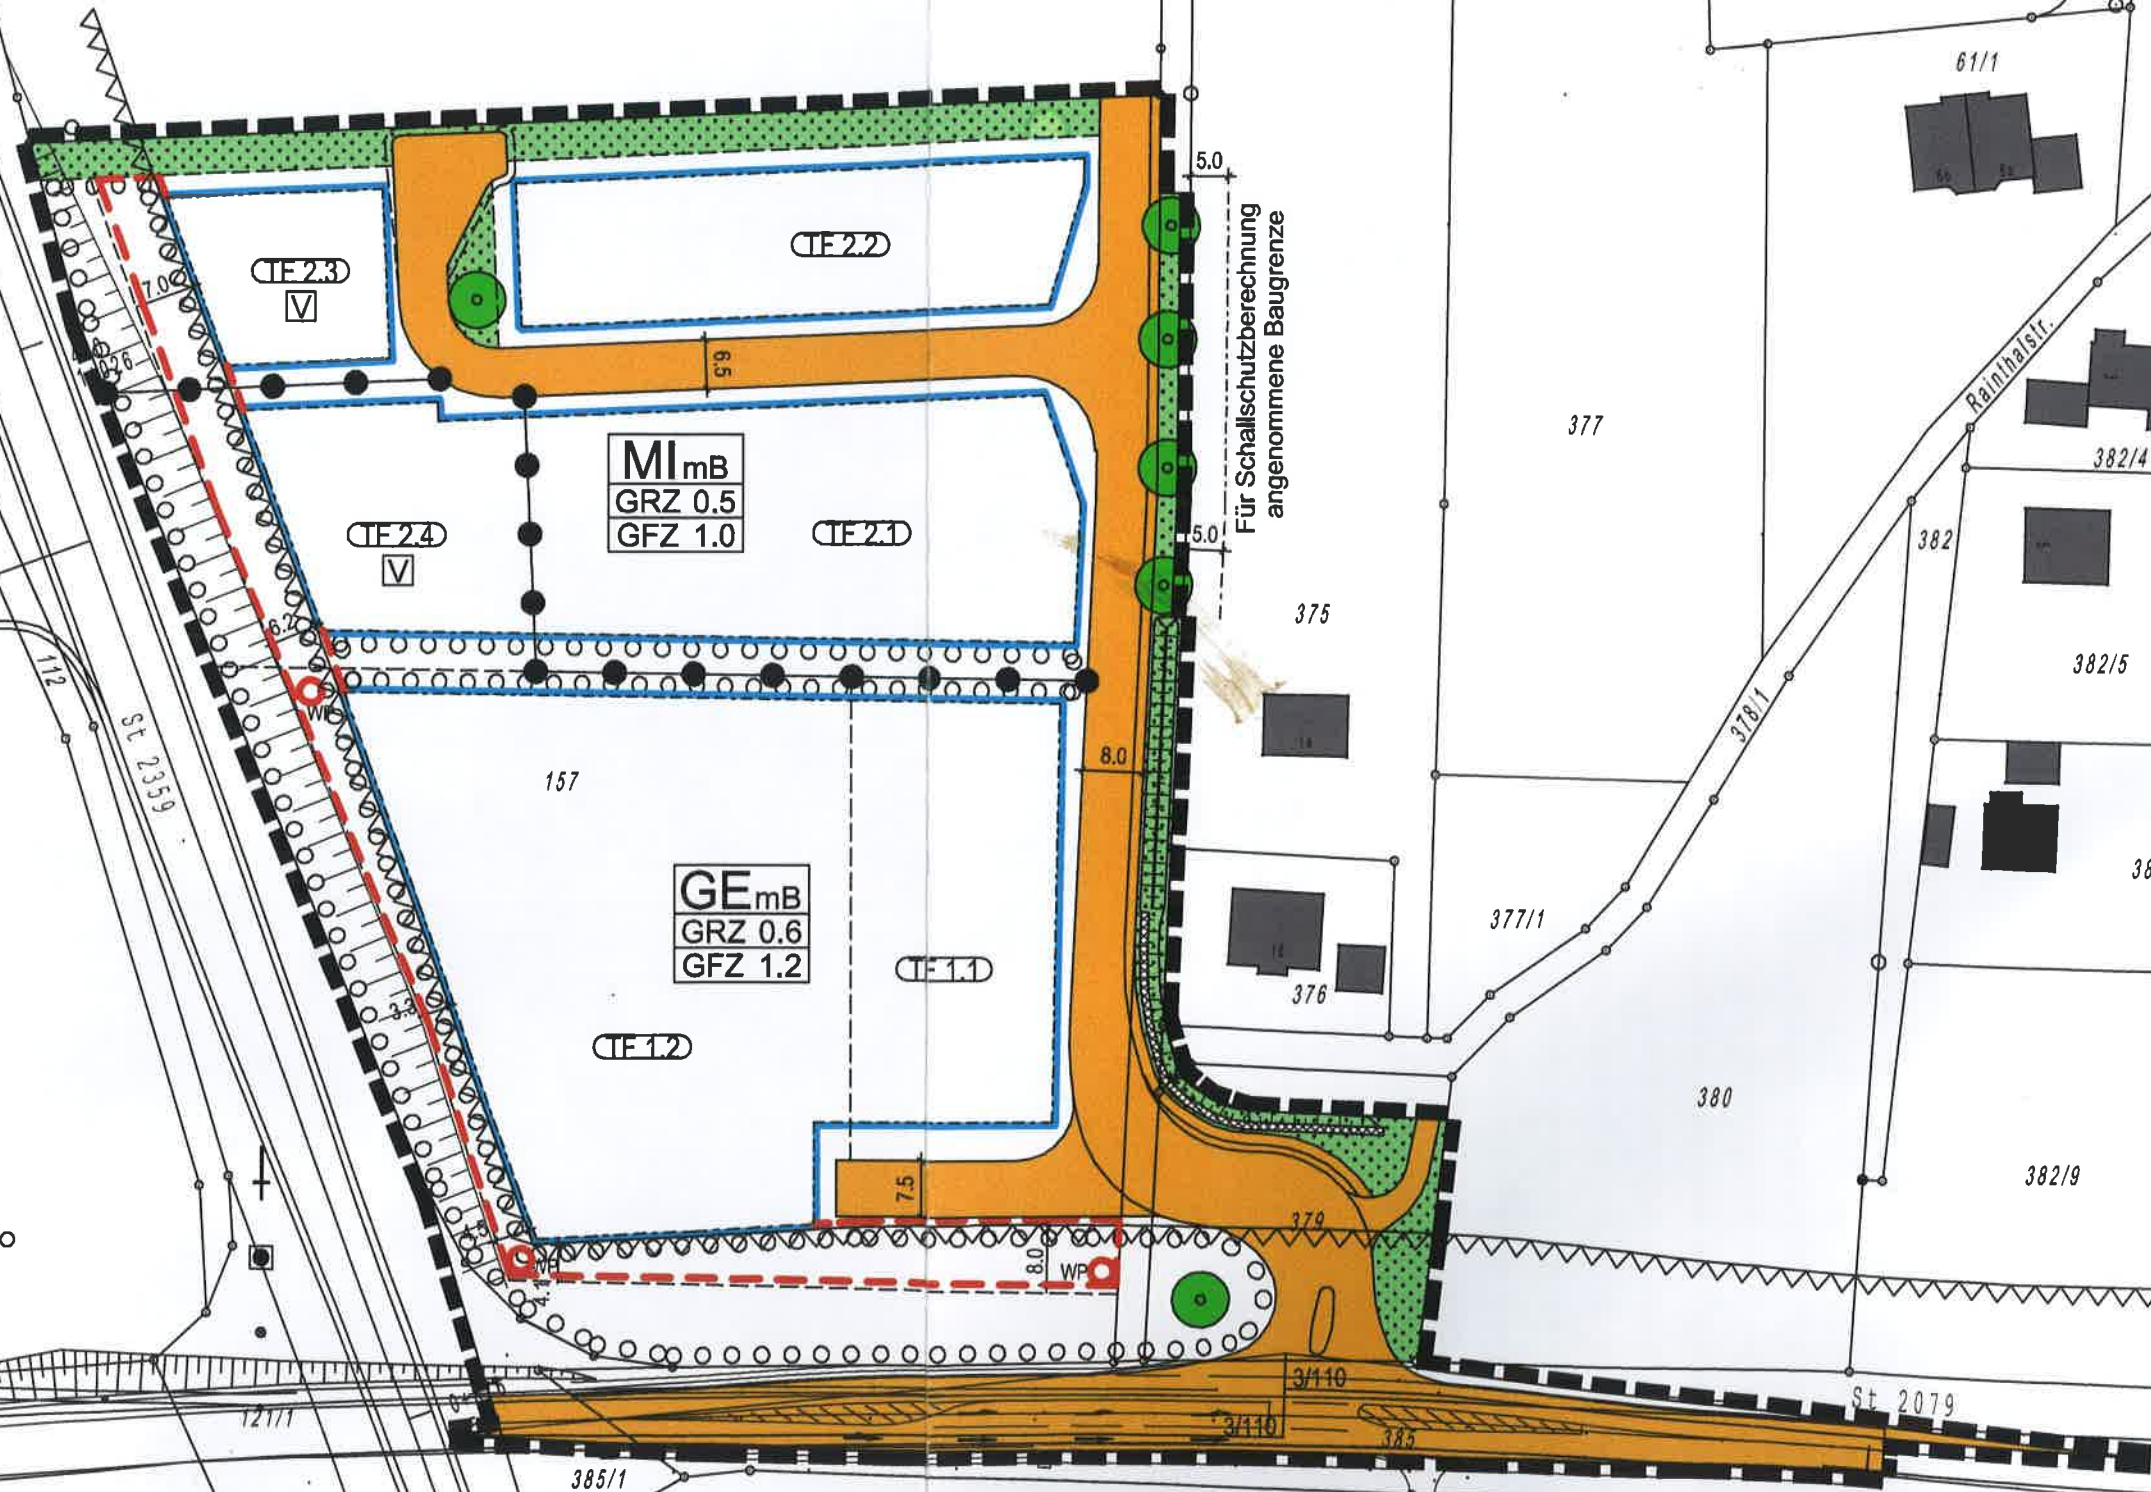 61/1
6b
6a
5.0
Für Schallschutzberechnung
angenommene Baugrenze
TF 2.2
TF 2.3
V
7.0
6.5
Rainthalstr.
377
382/4
MI mB
GRZ 0.5
GFZ 1.0
TF 2.4
V
TF 2.1
5.0
382
375
6.2
112
382/5
WP
St 2359
378/1
8.0
157
GE mB
GRZ 0.6
GFZ 1.2
TF 1.1
377/1
376
3.3
TF 1.2
380
7.5
382/9
379
8.0
WP
WP
4.1
3/110
3/110
St 2079
121/1
385
385/1